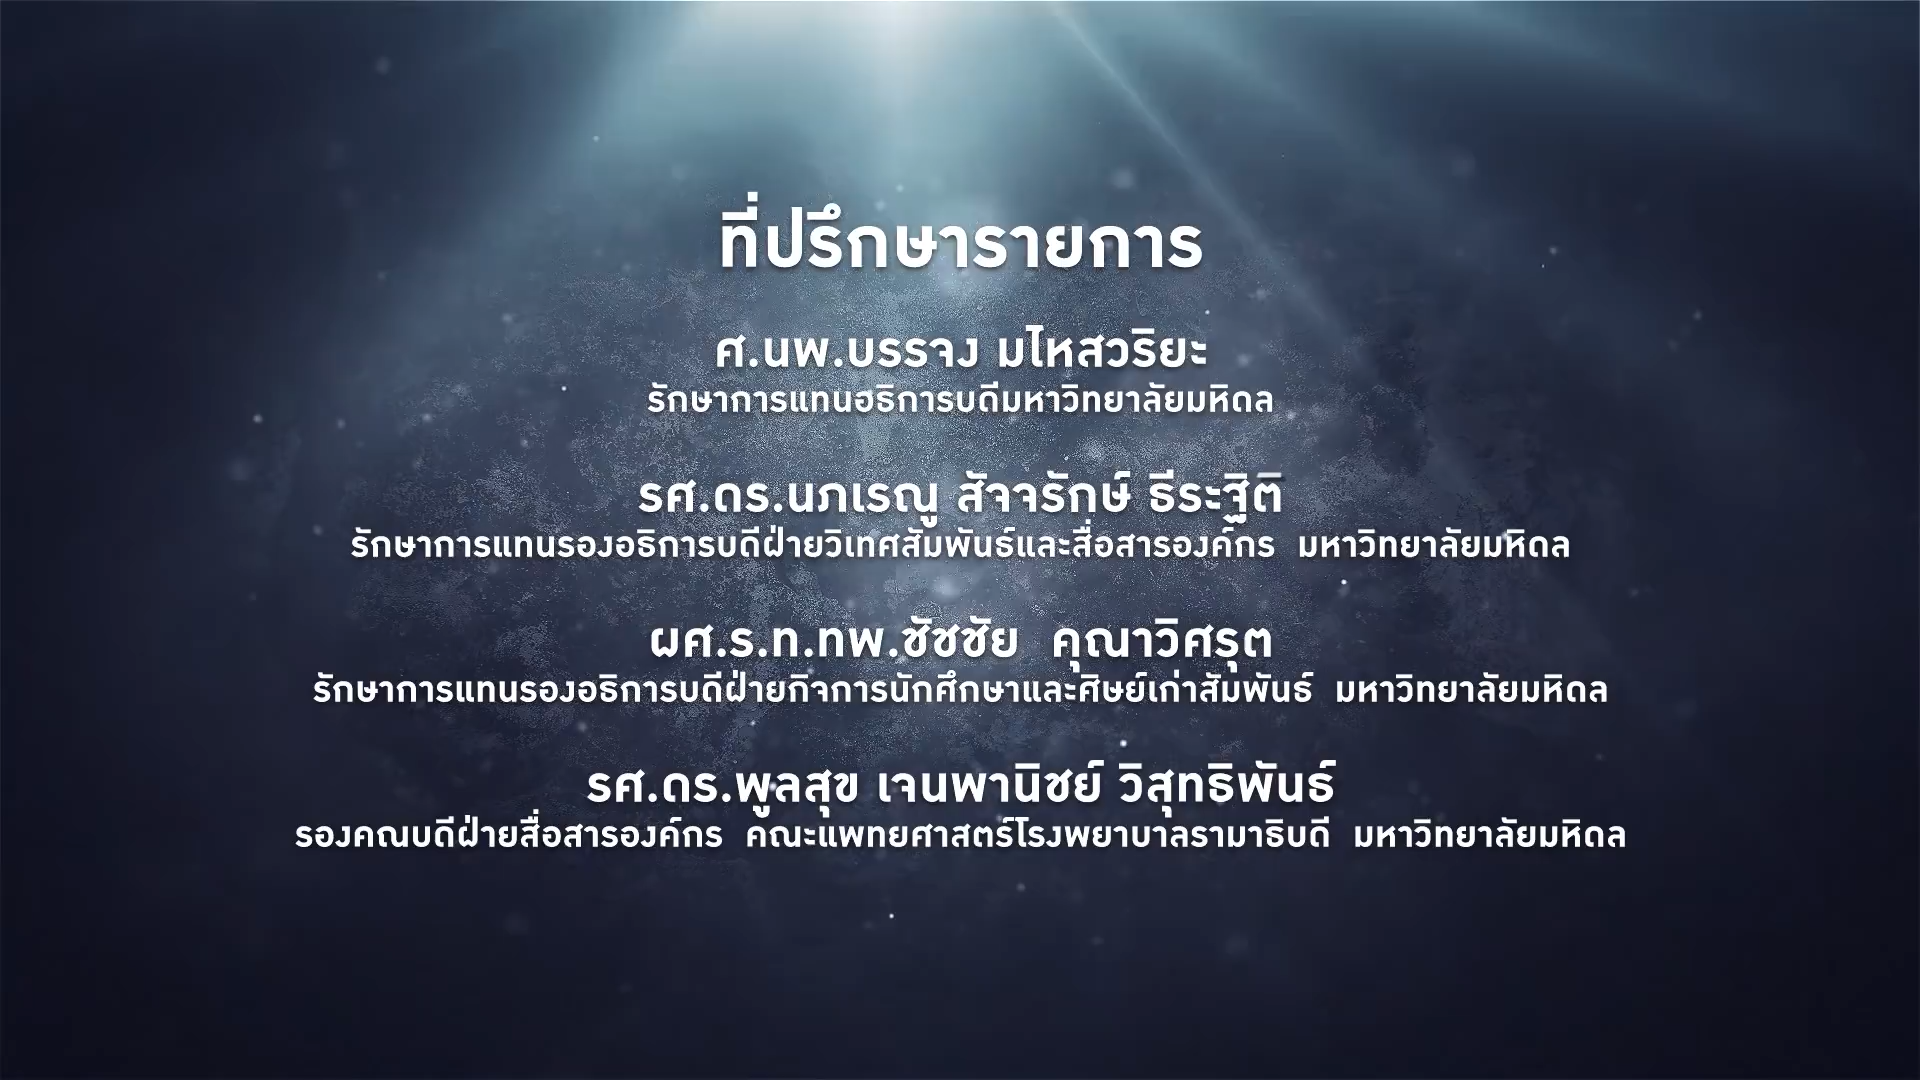 ที่ปรึกษารายการ
ศ.นพ.บรรจง มไหสวริยะ
รักษาการแทนอธิการบดีมหาวิทยาลัยมหิดล
รศ.ดร.นภเรณู สัจจรักษ์ ธีระฐิติ
รักษาการแทนรองอธิการบดีฝ่ายวิเทศสัมพันธ์และสื่อสารองค์กร มหาวิทยาลัยมหิดล
ผศ.ร.ท.ทพ.ชัชชัย คุณาวิศรุต
รักษาการแทนรองอธิการบดีฝ่ายกิจการนักศึกษาและศิษย์เก่าสัมพันธ์ มหาวิทยาลัยมหิดล
รศ.ดร.พูลสุข เจนพานิชย์ วิสุทธิพันธ์
รองคณบดีฝ่ายสื่อสารองค์กร คณะแพทยศาสตร์โรงพยาบาลรามาธิบดี มหาวิทยาลัยมหิดล